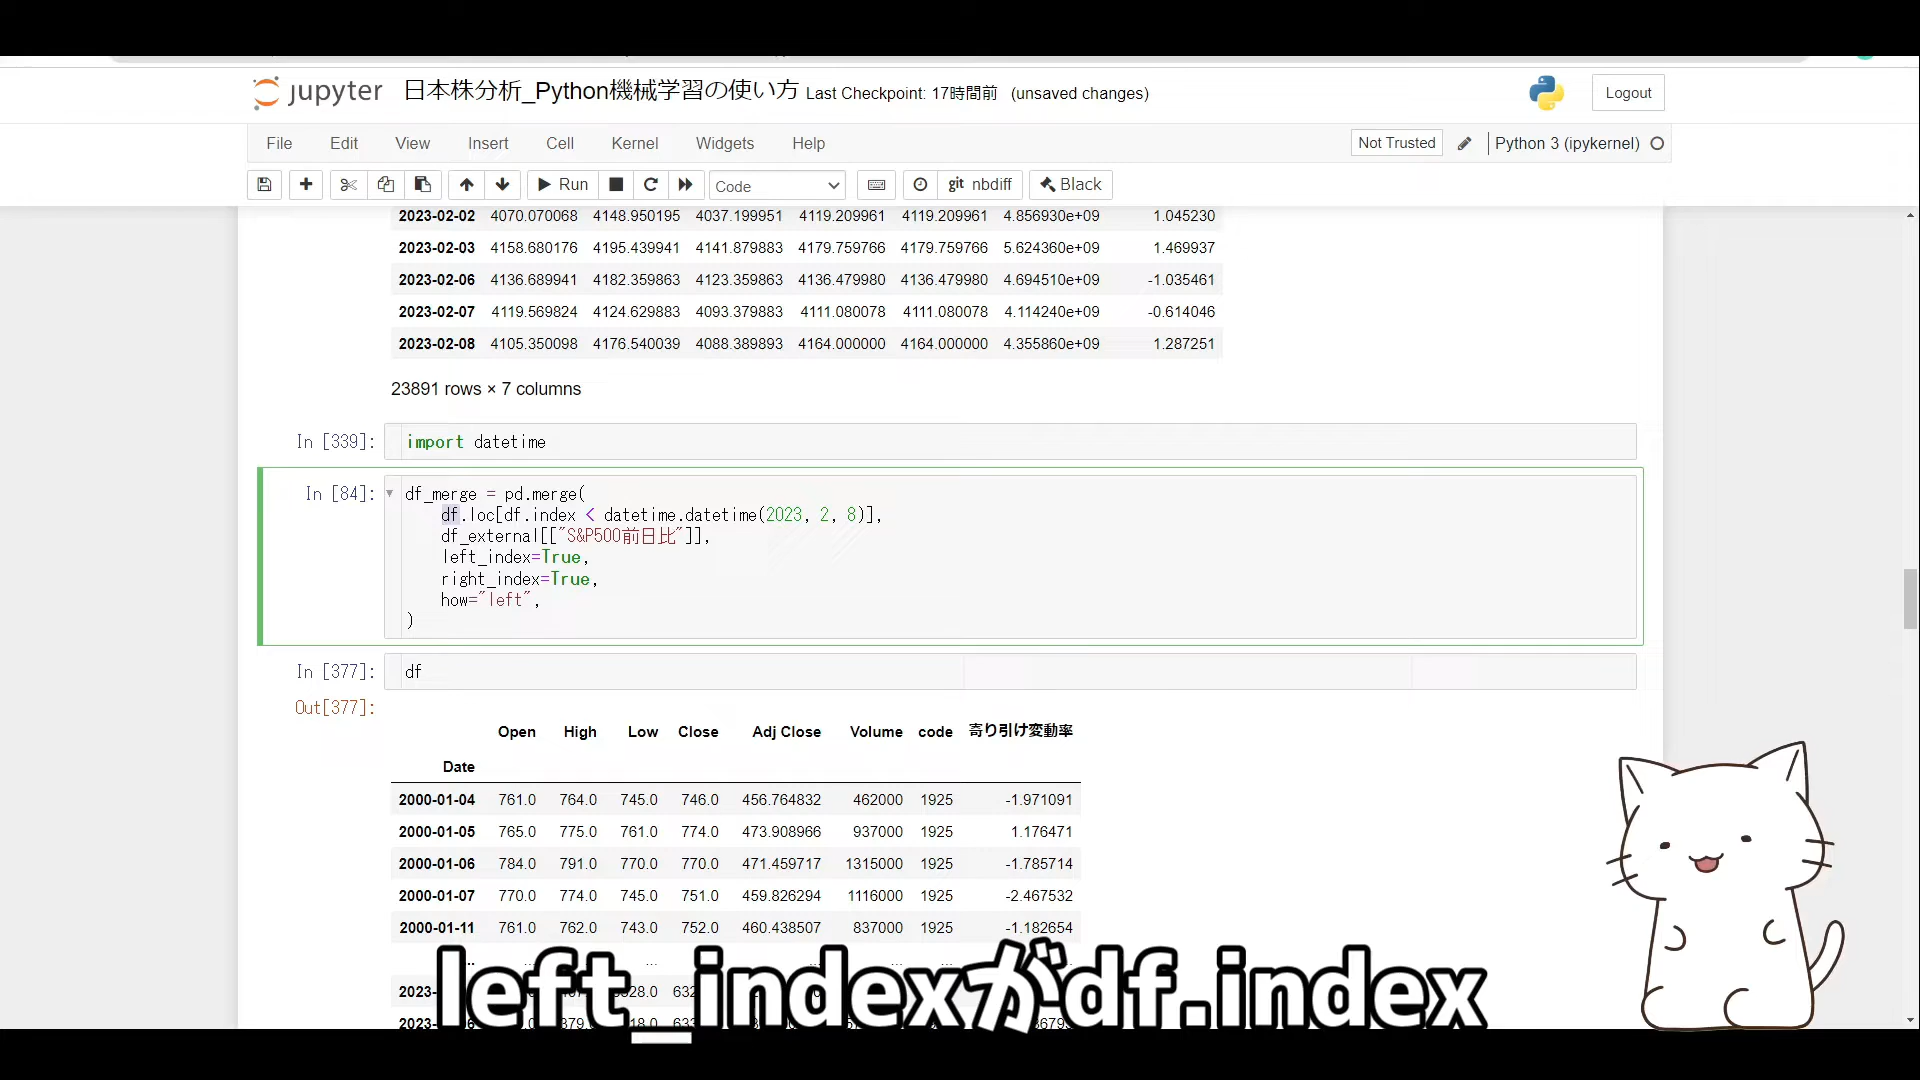 jupyter 日本株分析_Python機械学習の使い方 Last Checkpoint: 17時間前 (unsaved changes) Logout
File Edit View Insert Cell Kernel Widgets Help Not Trusted Python 3 (ipykernel)
Run Code git nbdiff Black
2023-02-02 4070.070068 4148.950195 4037.199951 4119.209961 4119.209961 4.856930e+09 1.045230
2023-02-03 4158.680176 4195.439941 4141.879883 4179.759766 4179.759766 5.624360e+09 1.469937
2023-02-06 4136.689941 4182.359863 4123.359863 4136.479980 4136.479980 4.694510e+09 -1.035461
2023-02-07 4119.569824 4124.629883 4093.379883 4111.080078 4111.080078 4.114240e+09 -0.614046
2023-02-08 4105.350098 4176.540039 4088.389893 4164.000000 4164.000000 4.355860e+09 1.287251
23891 rows × 7 columns
In [339]: import datetime
In [84]: df_merge = pd.merge(
df.loc[df.index < datetime.datetime(2023, 2, 8)],
df_external[["S&P500前日比"]],
left_index=True,
right_index=True,
how="left",
)
In [377]: df
Out[377]:
Open High Low Close Adj Close Volume code 寄り引け変動率
Date
2000-01-04 761.0 764.0 745.0 746.0 456.764832 462000 1925 -1.971091
2000-01-05 765.0 775.0 761.0 774.0 473.908966 937000 1925 1.176471
2000-01-06 784.0 791.0 770.0 770.0 471.459717 1315000 1925 -1.785714
2000-01-07 770.0 774.0 745.0 751.0 459.826294 1116000 1925 -2.467532
2000-01-11 761.0 762.0 743.0 752.0 460.438507 837000 1925 -1.182654
left_indexがdf.index